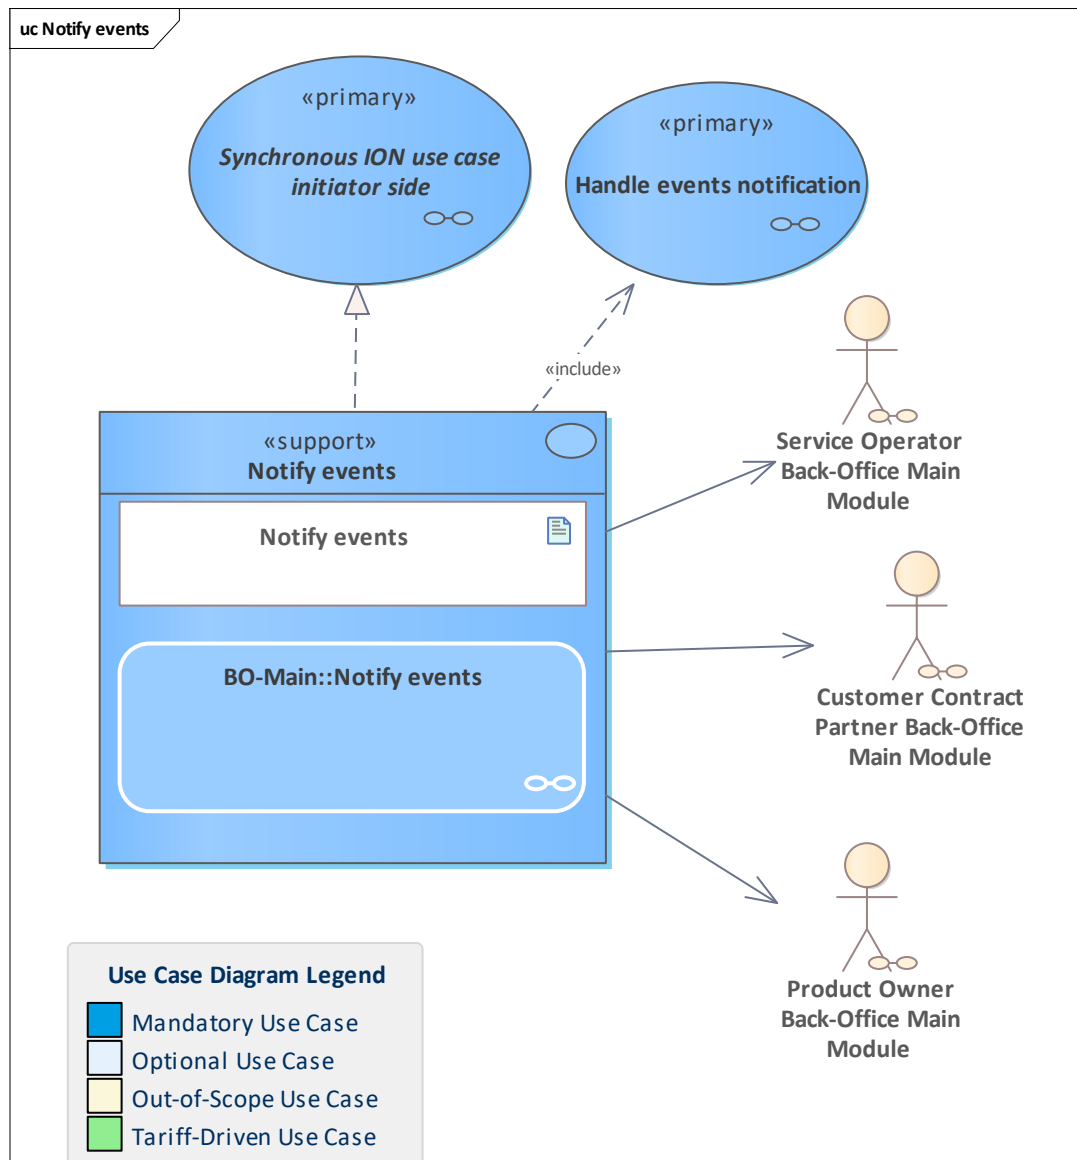 uc Notify events
«primary»
Synchronous ION use case
initiator side
«primary»
Handle events notification
«include»
«support»
Notify events
Notify events
BO-Main::Notify events
Service Operator
Back-Office Main
Module
Customer Contract
Partner Back-Office
Main Module
Product Owner
Back-Office Main
Module
Use Case Diagram Legend
Mandatory Use Case
Optional Use Case
Out-of-Scope Use Case
Tariff-Driven Use Case